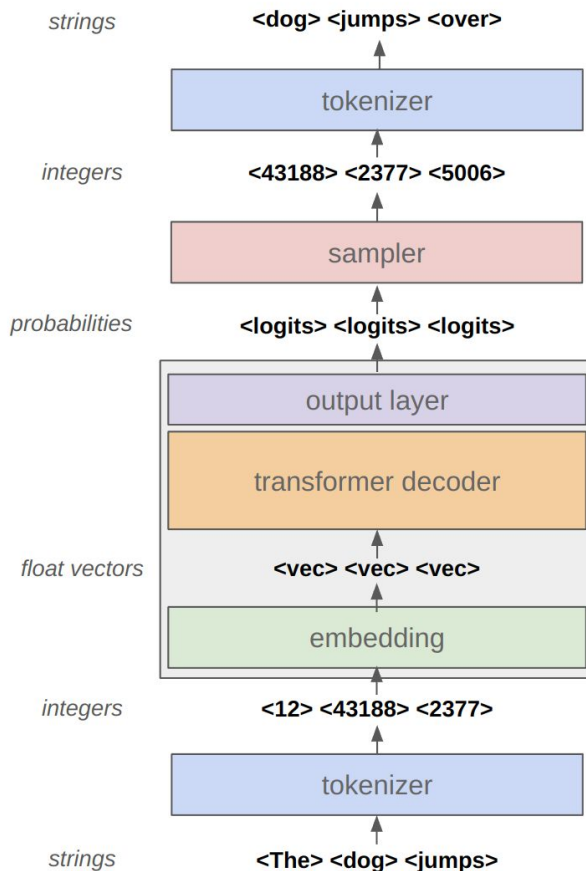 strings <dog> <jumps> <over>
tokenizer
integers <43188> <2377> <5006>
sampler
probabilities <logits> <logits> <logits>
output layer
transformer decoder
float vectors <vec> <vec> <vec>
embedding
integers <12> <43188> <2377>
tokenizer
strings <The> <dog> <jumps>